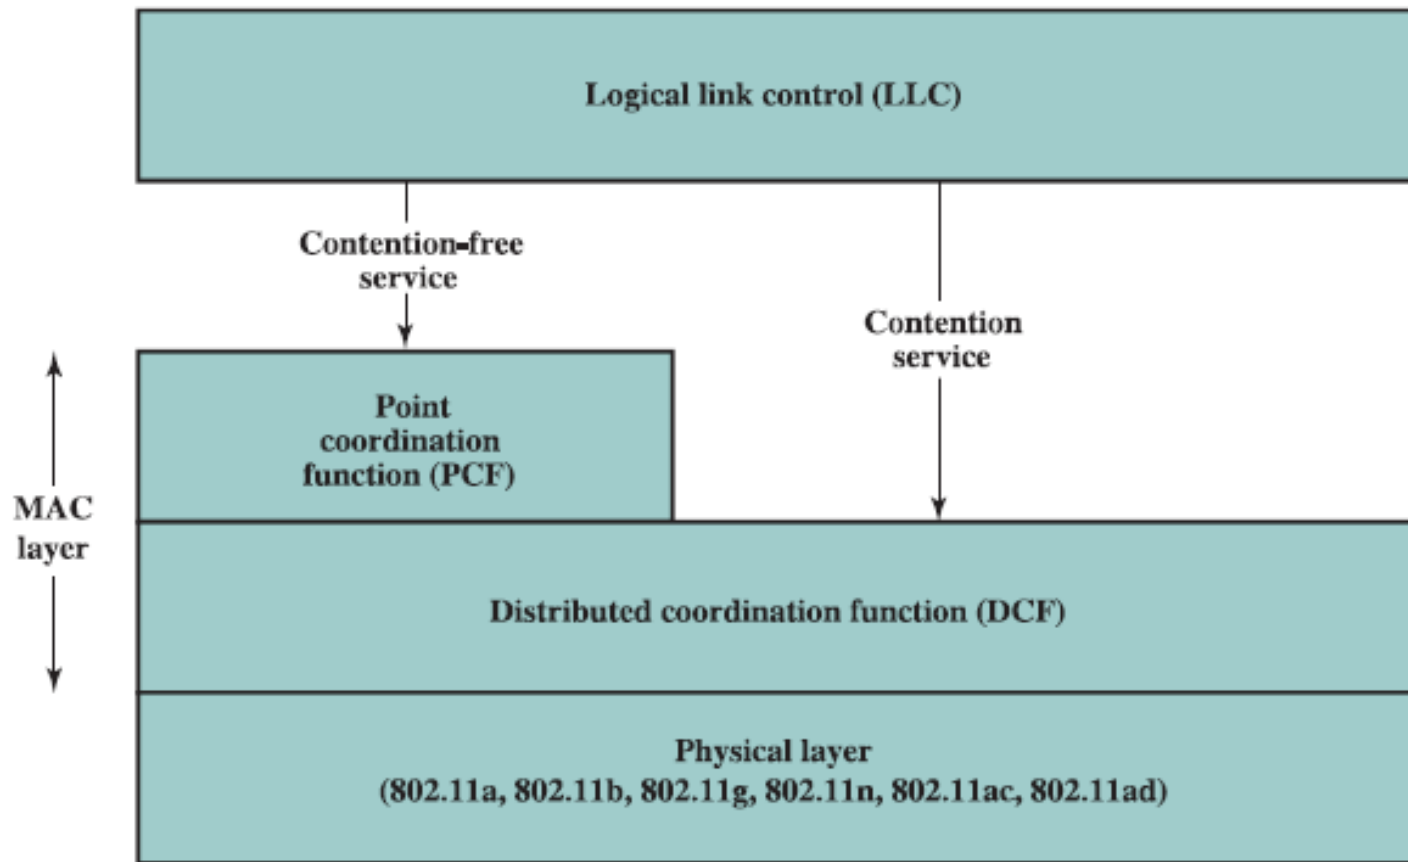 Logical link control (LLC)
Contention-free
service
Contention
service
Point
coordination
function (PCF)
MAC
layer
Distributed coordination function (DCF)
Physical layer
(802.11a, 802.11b, 802.11g, 802.11n, 802.11ac, 802.11ad)